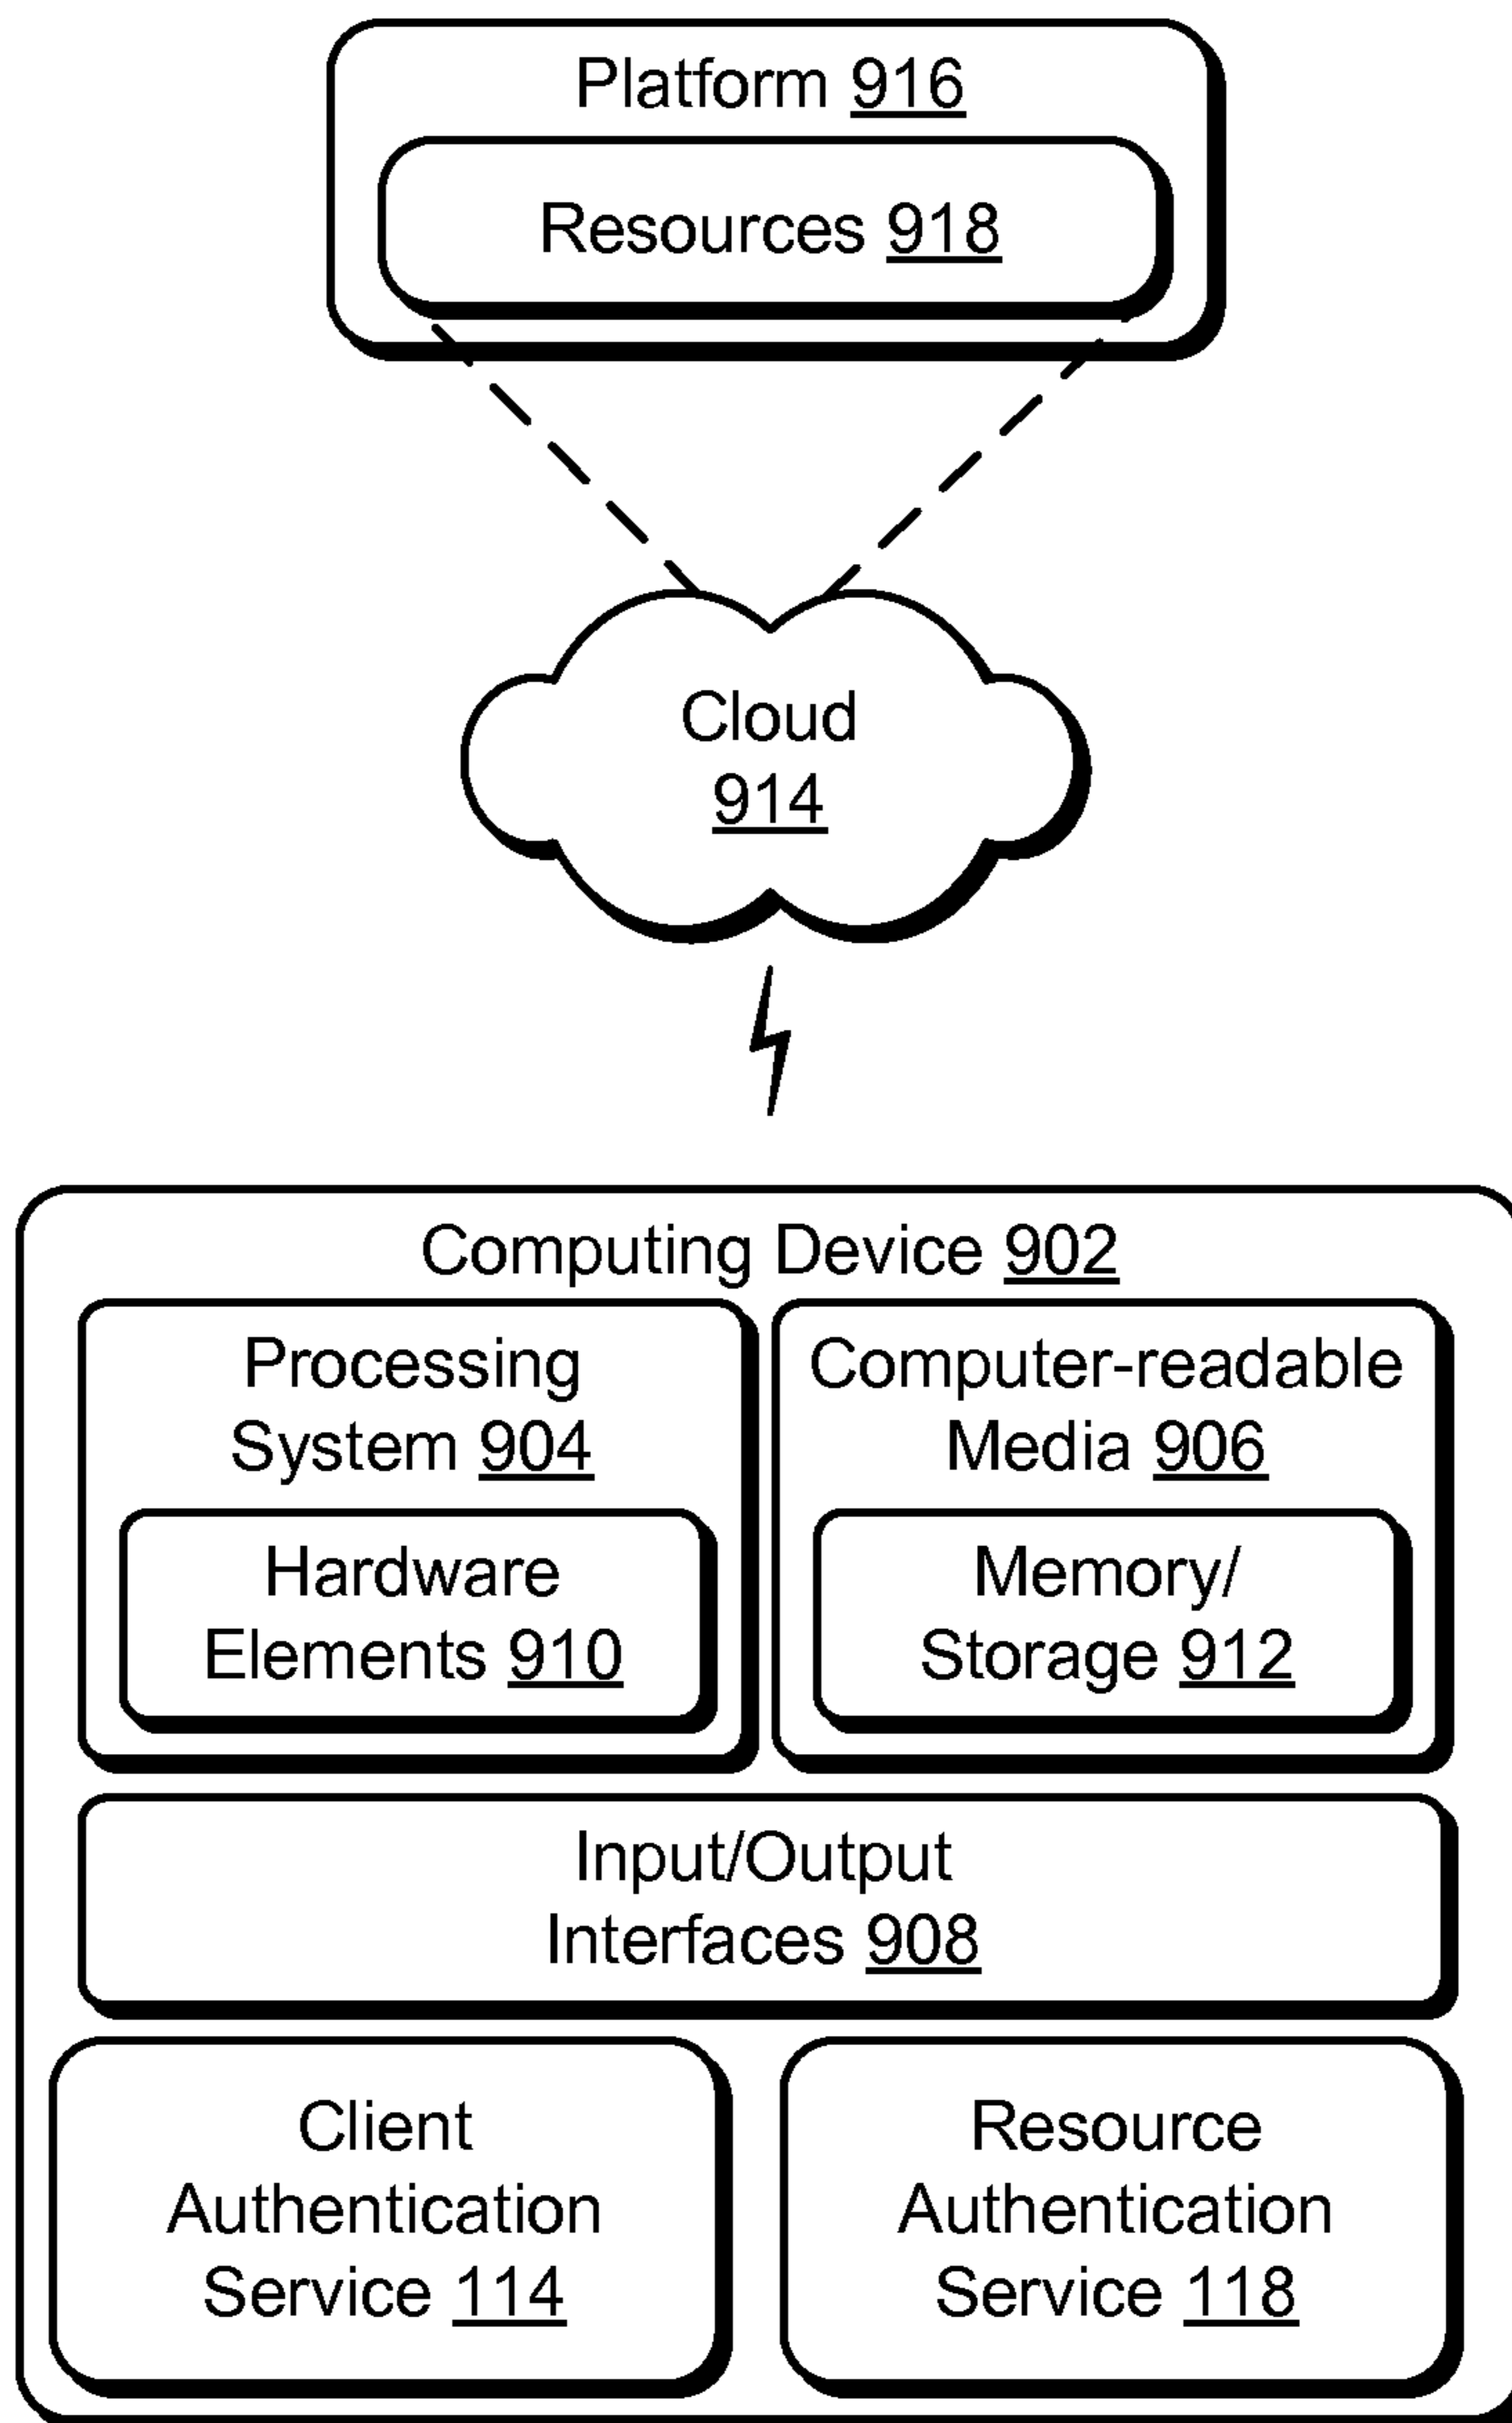 Platform 916
Resources 918
Cloud
914
Computing Device 902
Processing
System 904
Hardware
Elements 910
Computer-readable
Media 906
Memory/
Storage 912
Input/Output
Interfaces 908
Client
Authentication
Service 114
Resource
Authentication
Service 118